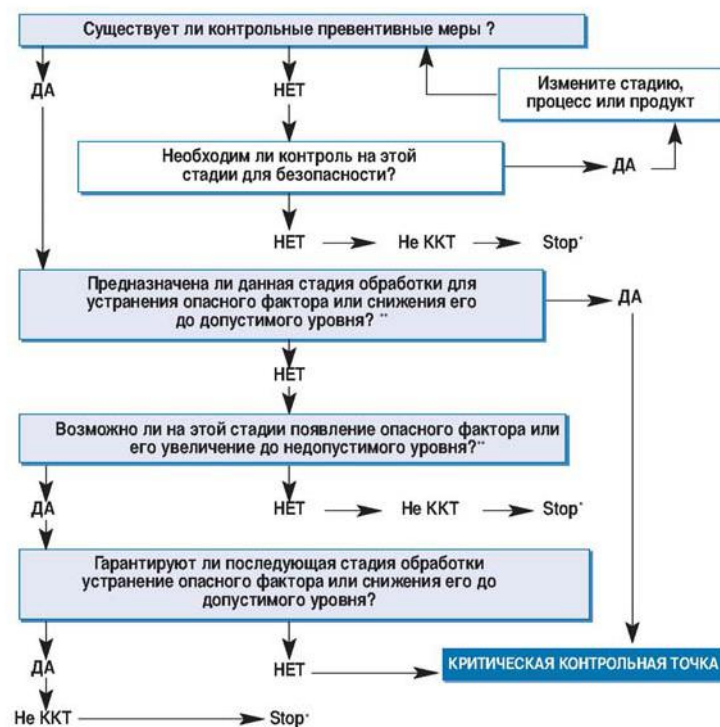 Существует ли контрольные превентивные меры ?
ДА
НЕТ
Измените стадию,
процесс или продукт
Необходим ли контроль на этой
стадии для безопасности?
ДА
НЕТ
Не ККТ
Stop*
Предназначена ли данная стадия обработки для
устранения опасного фактора или снижения его
до допустимого уровня? **
ДА
НЕТ
Возможно ли на этой стадии появление опасного фактора или
его увеличение до недопустимого уровня?**
ДА
НЕТ
Не ККТ
Stop*
Гарантируют ли последующая стадия обработки
устранение опасного фактора или снижения его до
допустимого уровня?
ДА
НЕТ
КРИТИЧЕСКАЯ КОНТРОЛЬНАЯ ТОЧКА
Не ККТ
Stop*